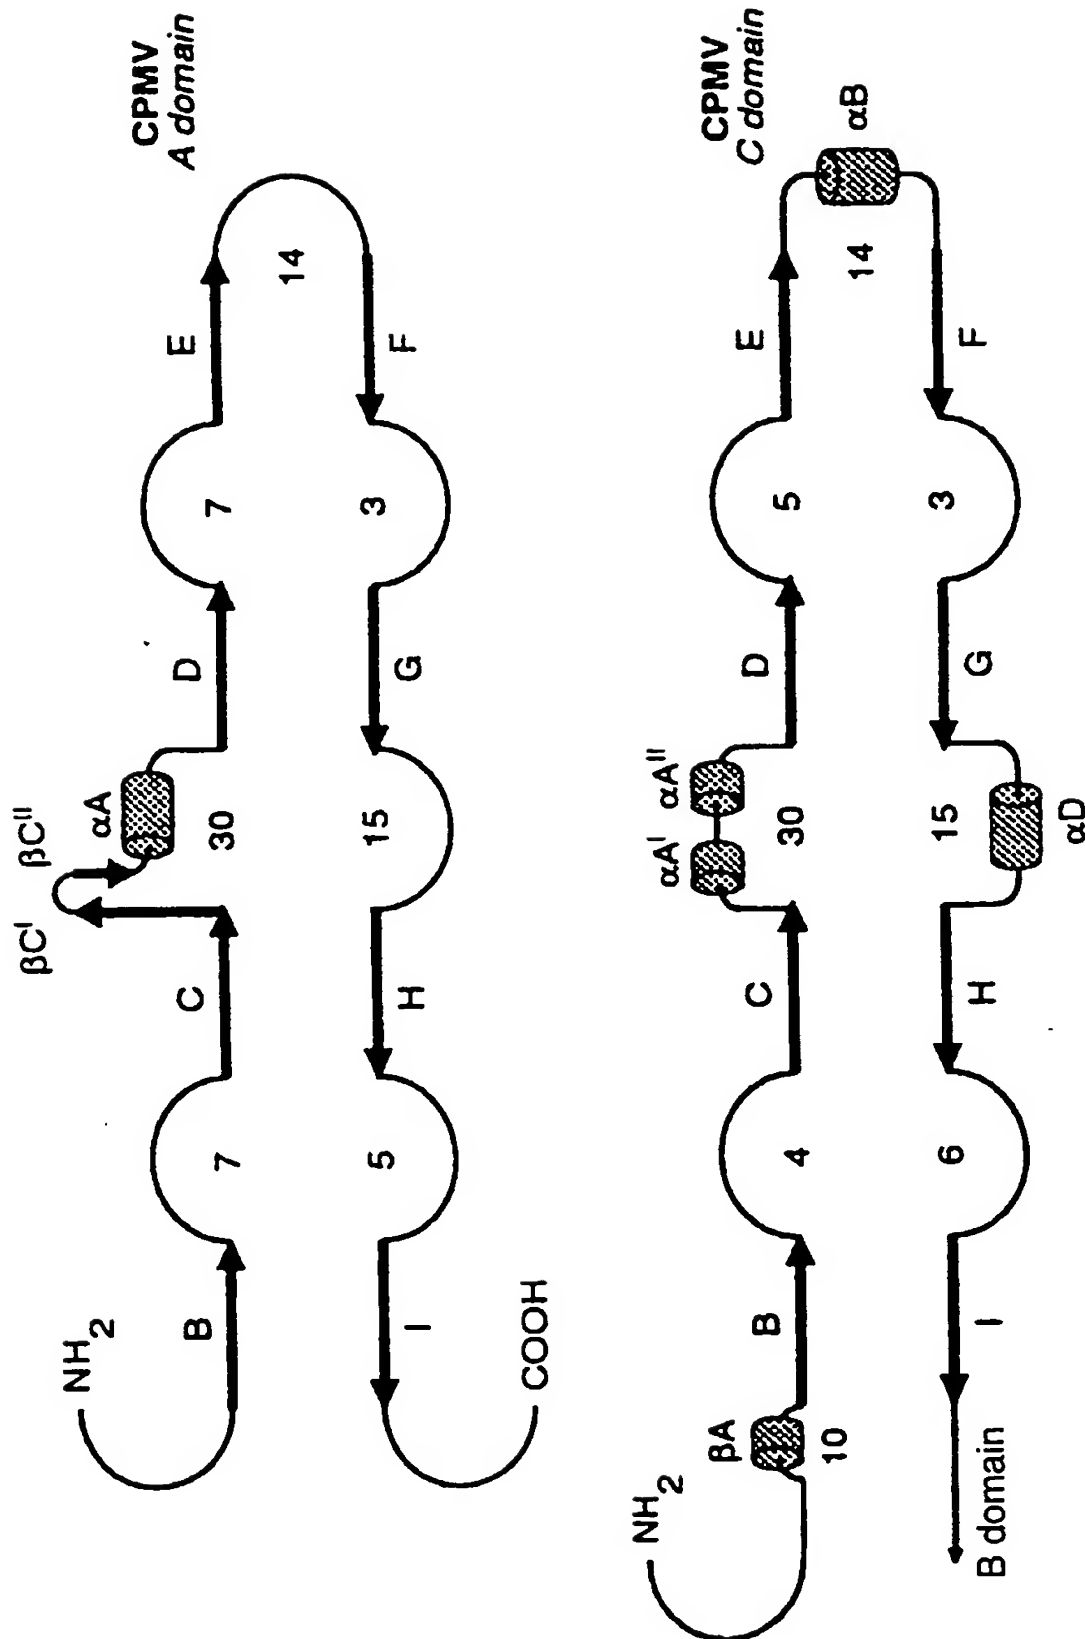 CPMV
A domain
NH2
βC' βC''
αA
B
C
D
E
7
30
7
14
5
15
3
I
H
G
F
COOH
CPMV
C domain
NH2
βA
αA' αA''
B
C
D
E
10
4
30
5
14
αB
6
15
3
I
H
G
F
αD
B domain